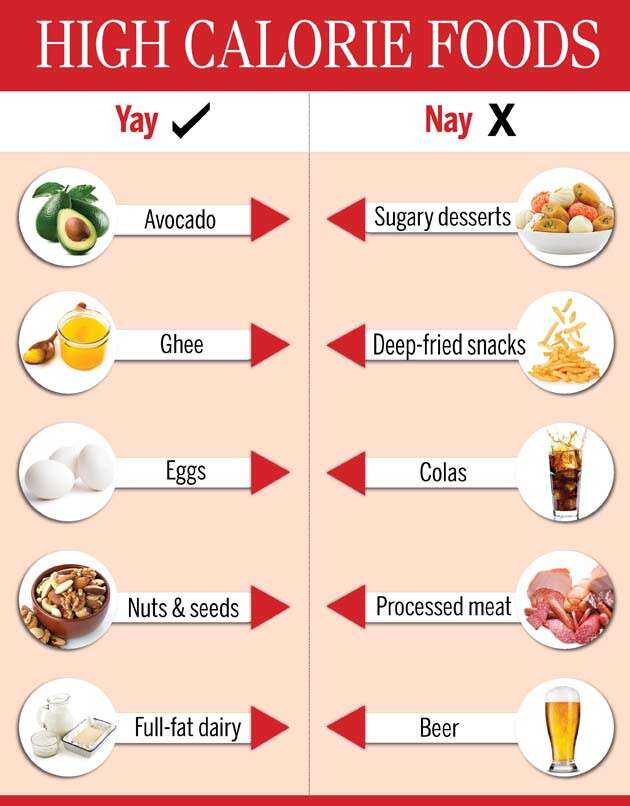 HIGH CALORIE FOODS
Yay
Nay X
Avocado
Sugary desserts
Ghee
Deep-fried snacks
Eggs
Colas
Nuts & seeds
Processed meat
Full-fat dairy
Beer